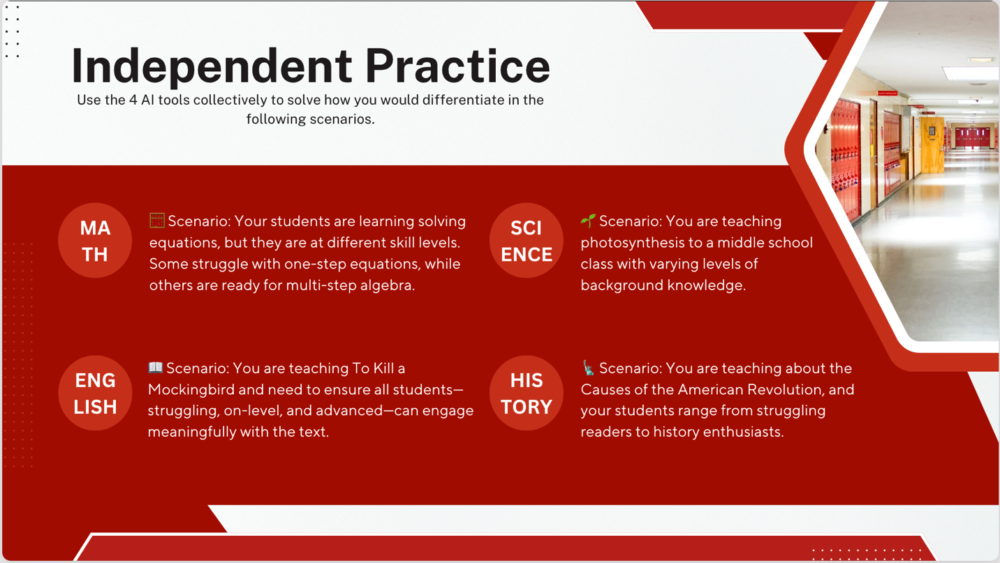 Independent Practice
Use the 4 AI tools collectively to solve how you would differentiate in the
following scenarios.
MA
TH
🧮 Scenario: Your students are learning solving
equations, but they are at different skill levels.
Some struggle with one-step equations, while
others are ready for multi-step algebra.
SCI
ENCE
🌱 Scenario: You are teaching
photosynthesis to a middle school
class with varying levels of
background knowledge.
ENG
LISH
📖 Scenario: You are teaching To Kill a
Mockingbird and need to ensure all students—
struggling, on-level, and advanced—can engage
meaningfully with the text.
HIS
TORY
🗽 Scenario: You are teaching about the
Causes of the American Revolution, and
your students range from struggling
readers to history enthusiasts.